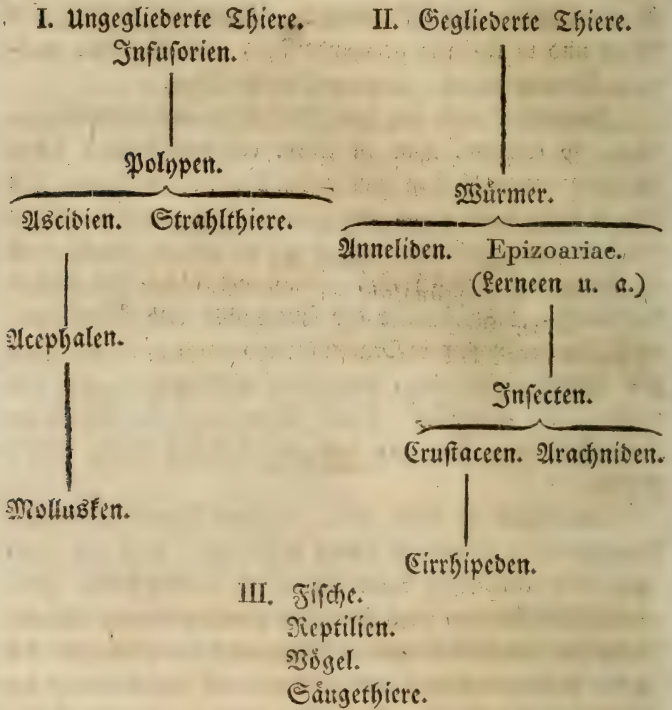 I. Ungegliederte Thiere. II. Gegliederte Thiere.
Infusorien.
Polypen.
Würmer.
Ascidien. Strahlthiere.
Anneliden. Epizoariae.
(Lerneen u. a.)
Acephalen.
Insecten.
Crustaceen. Arachniden.
Mollusken.
Cirrhipeden.
III. Fische.
Reptilien.
Vögel.
Säugethiere.